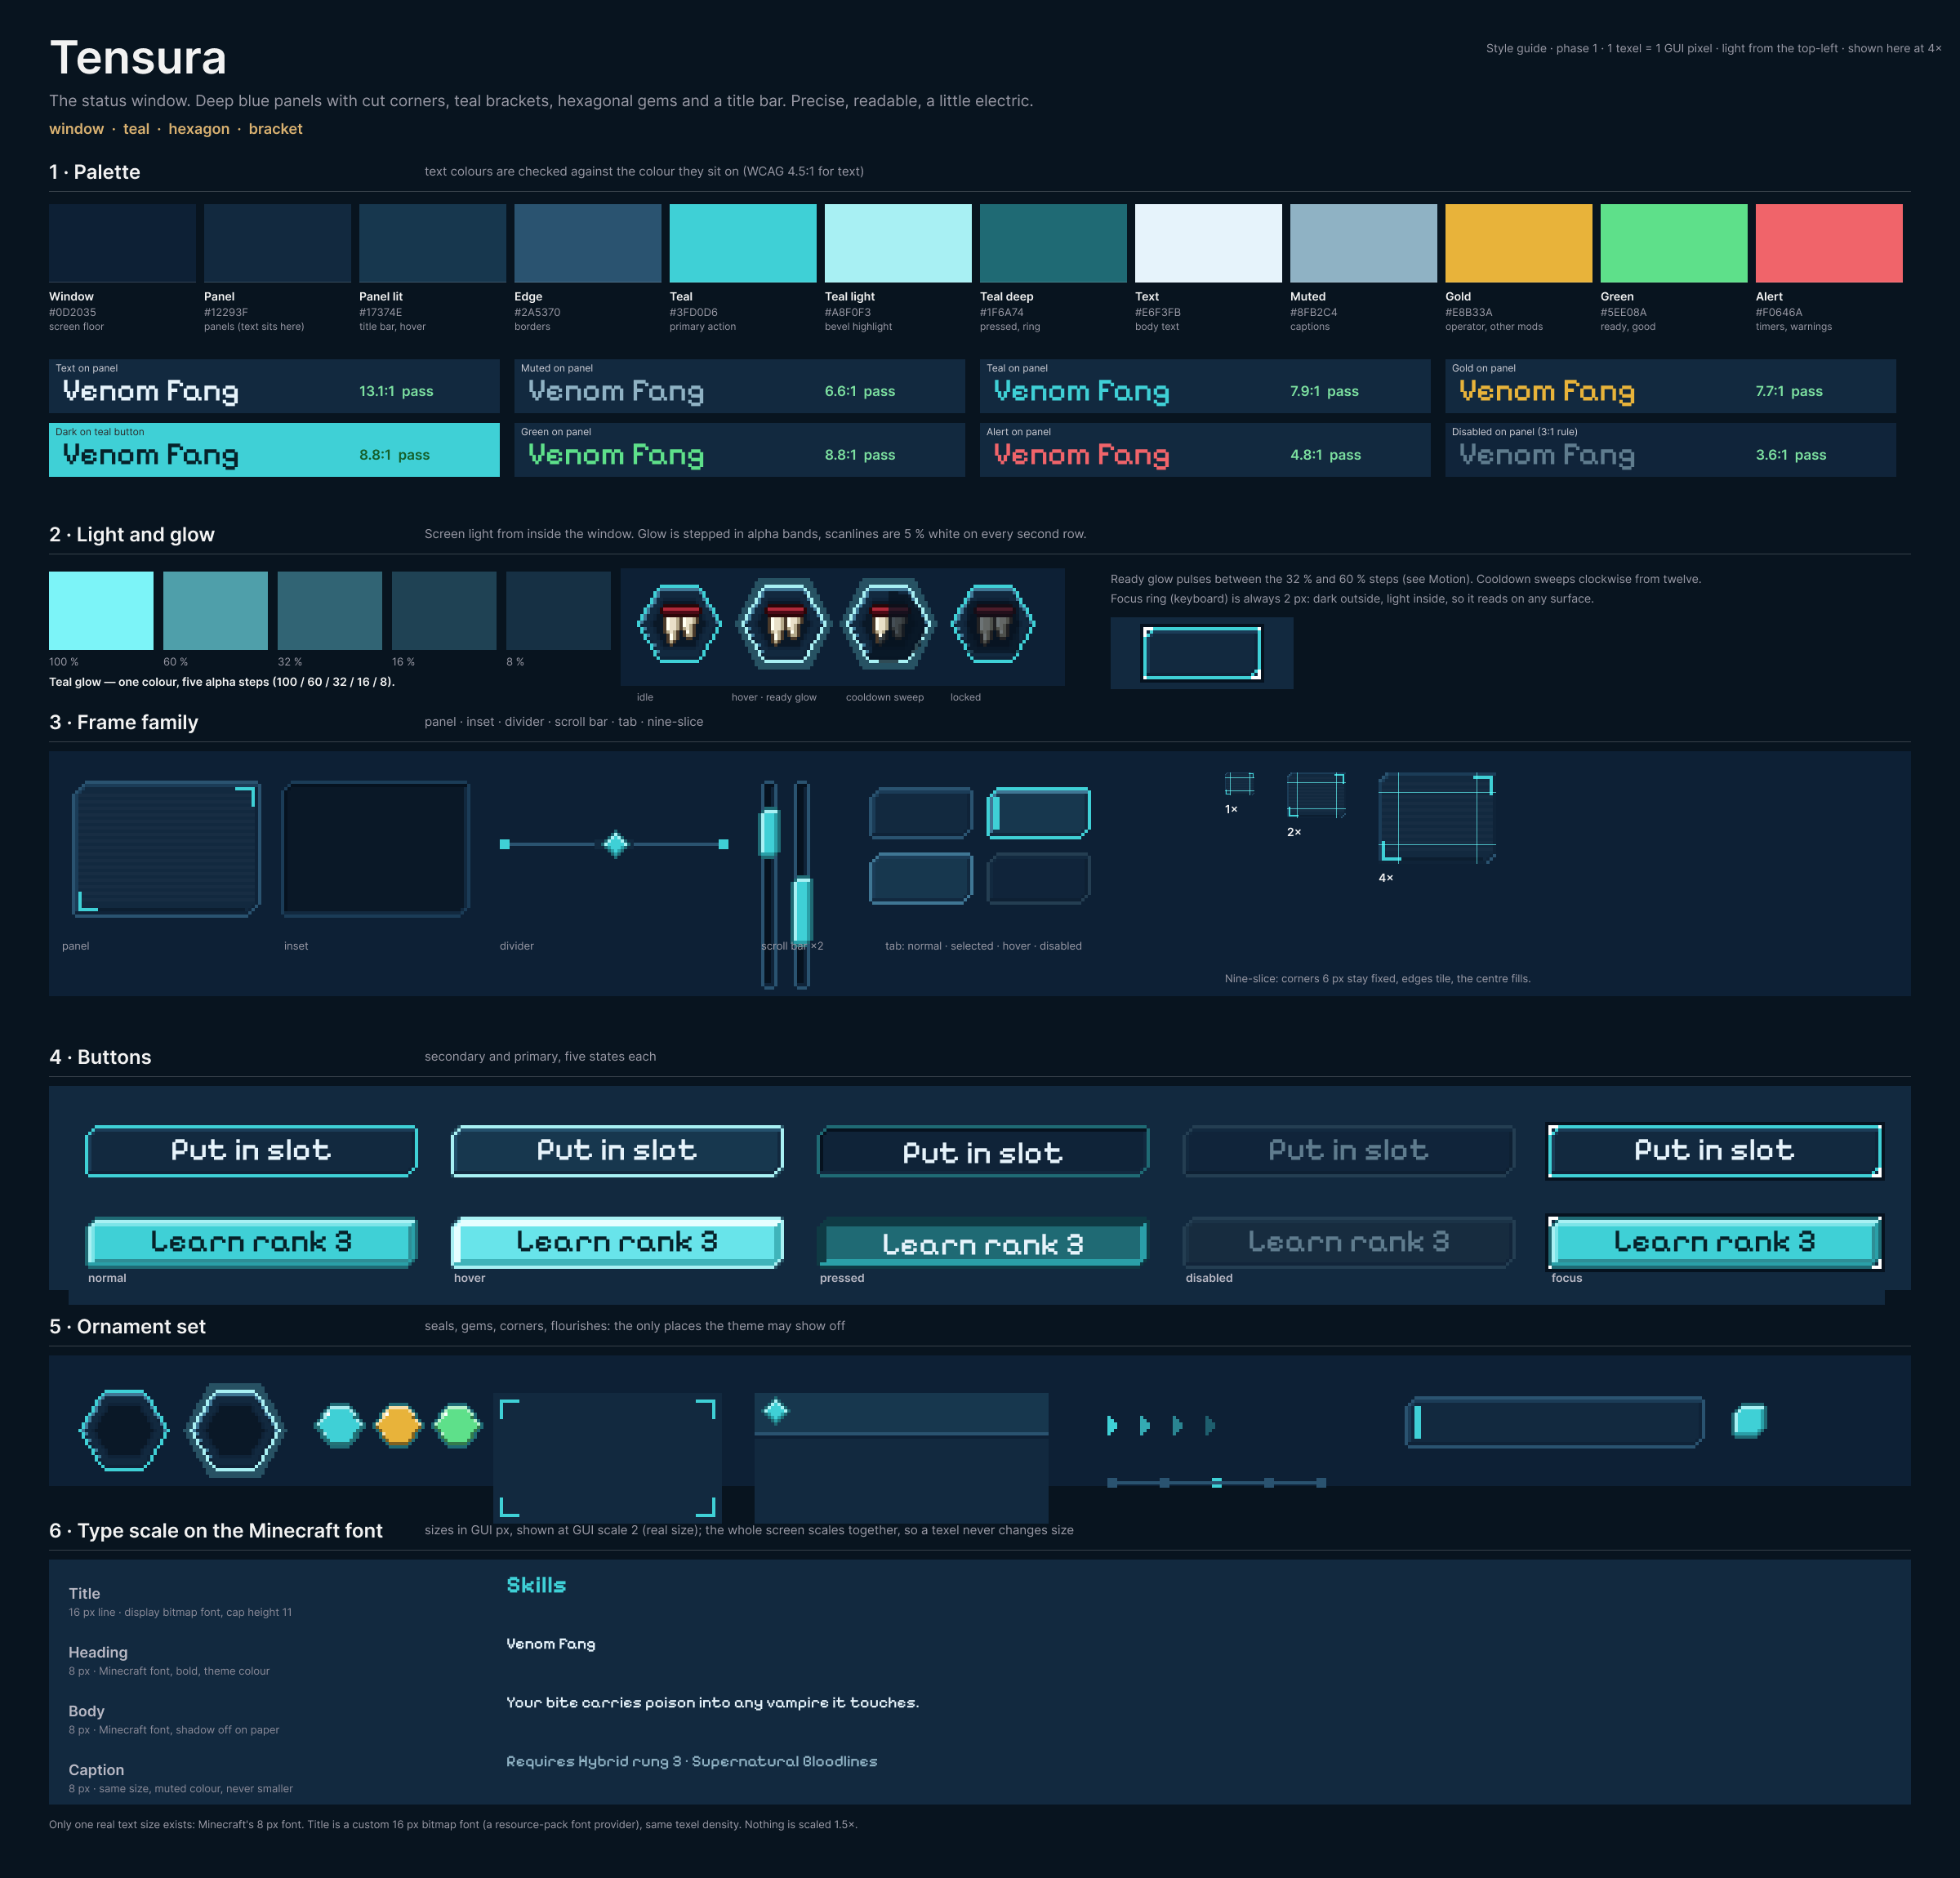 Tensura
Style guide · phase 1 · 1 texel = 1 GUI pixel · light from the top-left · shown here at 4×
The status window. Deep blue panels with cut corners, teal brackets, hexagonal gems and a title bar. Precise, readable, a little electric.
window · teal · hexagon · bracket
1 · Palette
text colours are checked against the colour they sit on (WCAG 4.5:1 for text)
Window
#0D2035
screen floor
Panel
#12293F
panels (text sits here)
Panel lit
#17374E
title bar, hover
Edge
#2A5370
borders
Teal
#3FD0D6
primary action
Teal light
#A8F0F3
bevel highlight
Teal deep
#1F6A74
pressed, ring
Text
#E6F3FB
body text
Muted
#8FB2C4
captions
Gold
#E8B33A
operator, other mods
Green
#5EE08A
ready, good
Alert
#F0646A
timers, warnings
Text on panel
Venom Fang 13.1:1 pass
Muted on panel
Venom Fang 6.6:1 pass
Teal on panel
Venom Fang 7.9:1 pass
Gold on panel
Venom Fang 7.7:1 pass
Dark on teal button
Venom Fang 8.8:1 pass
Green on panel
Venom Fang 8.8:1 pass
Alert on panel
Venom Fang 4.8:1 pass
Disabled on panel (3:1 rule)
Venom Fang 3.6:1 pass
2 · Light and glow
Screen light from inside the window. Glow is stepped in alpha bands, scanlines are 5 % white on every second row.
100 %
60 %
32 %
16 %
8 %
Teal glow — one colour, five alpha steps (100 / 60 / 32 / 16 / 8).
idle
hover · ready glow
cooldown sweep
locked
Ready glow pulses between the 32 % and 60 % steps (see Motion). Cooldown sweeps clockwise from twelve.
Focus ring (keyboard) is always 2 px: dark outside, light inside, so it reads on any surface.
3 · Frame family
panel · inset · divider · scroll bar · tab · nine-slice
panel
inset
divider
scroll bar ×2
tab: normal · selected · hover · disabled
1×
2×
4×
Nine-slice: corners 6 px stay fixed, edges tile, the centre fills.
4 · Buttons
secondary and primary, five states each
Put in slot
Put in slot
Put in slot
Put in slot
Put in slot
Learn rank 3
Learn rank 3
Learn rank 3
Learn rank 3
Learn rank 3
normal
hover
pressed
disabled
focus
5 · Ornament set
seals, gems, corners, flourishes: the only places the theme may show off
6 · Type scale on the Minecraft font
sizes in GUI px, shown at GUI scale 2 (real size); the whole screen scales together, so a texel never changes size
Title
16 px line · display bitmap font, cap height 11
Skills
Heading
8 px · Minecraft font, bold, theme colour
Venom Fang
Body
8 px · Minecraft font, shadow off on paper
Your bite carries poison into any vampire it touches.
Caption
8 px · same size, muted colour, never smaller
Requires Hybrid rung 3 · Supernatural Bloodlines
Only one real text size exists: Minecraft's 8 px font. Title is a custom 16 px bitmap font (a resource-pack font provider), same texel density. Nothing is scaled 1.5×.